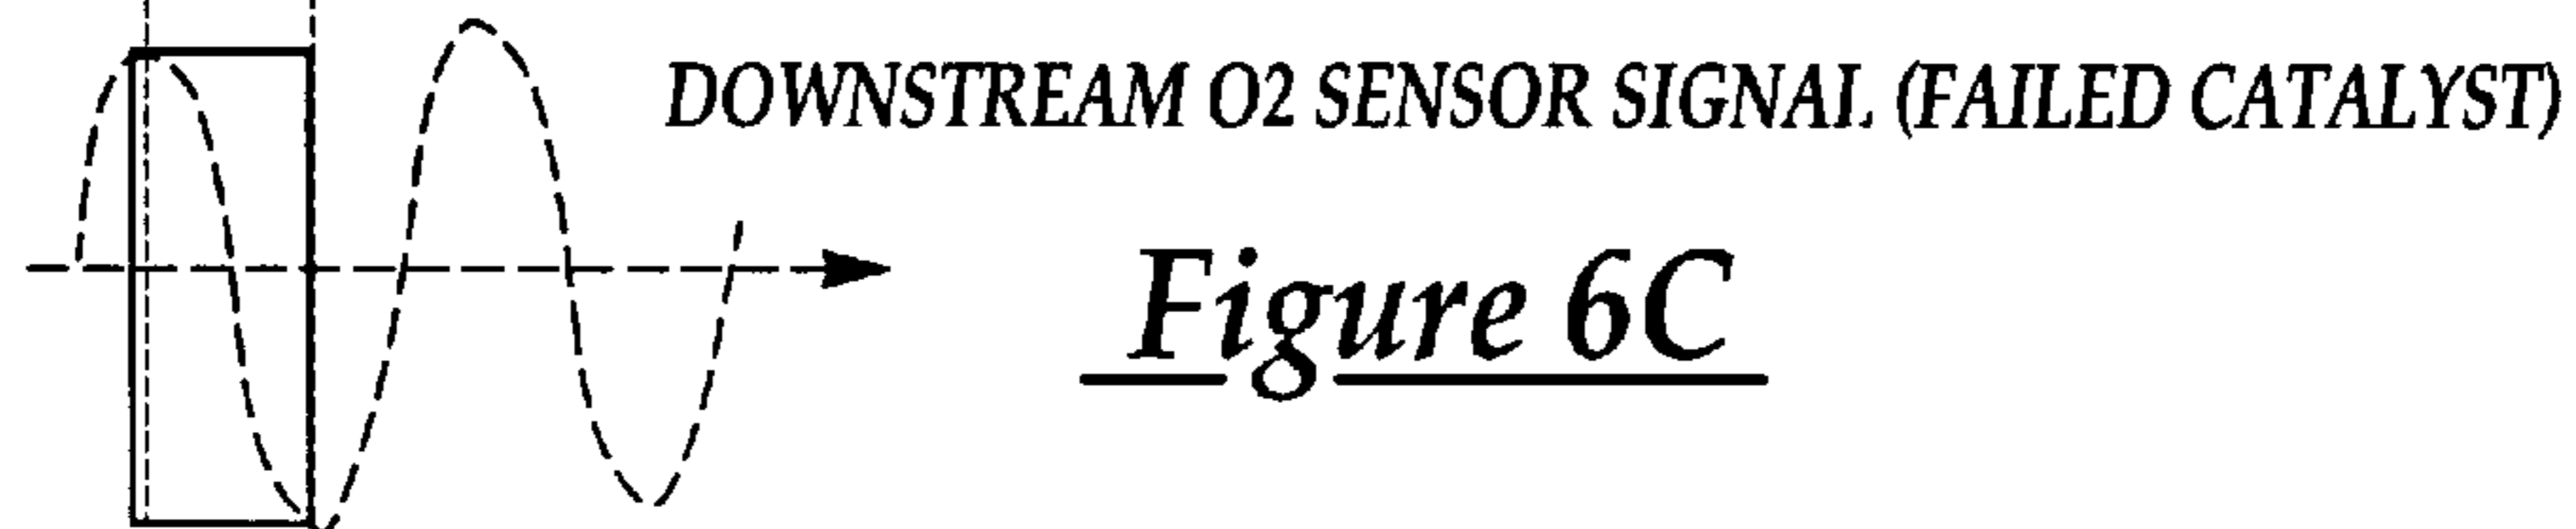 DOWNSTREAM O2 SENSOR SIGNAL (FAILED CATALYST)
Figure 6C